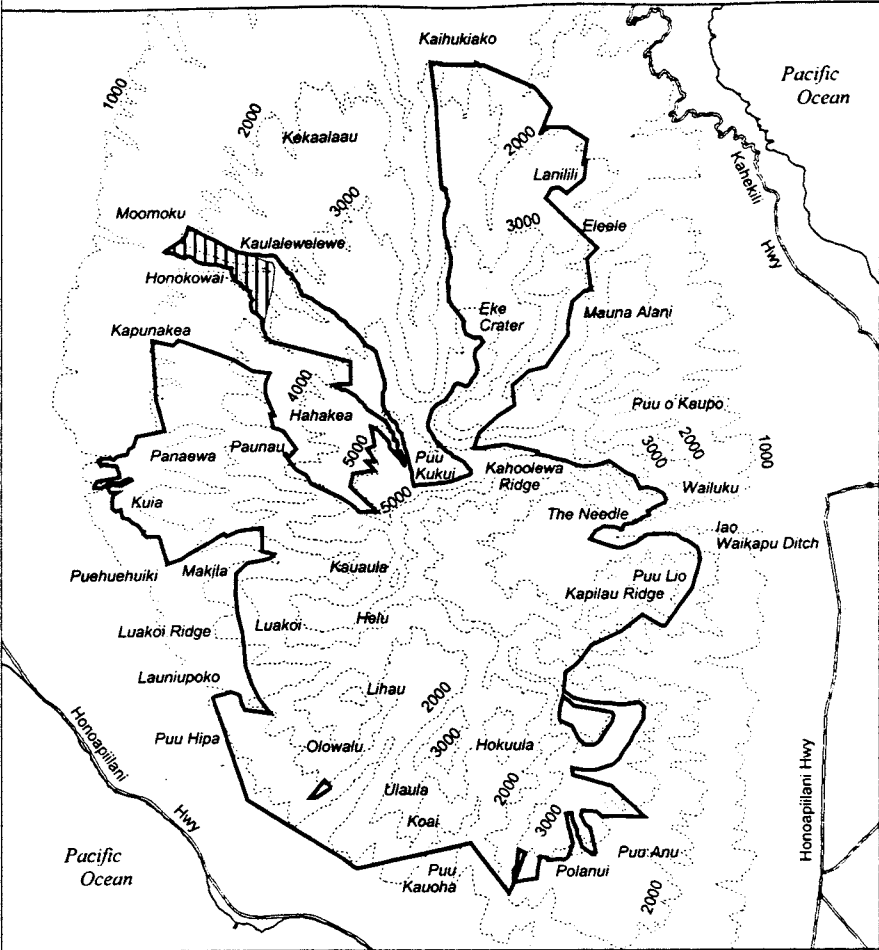 Kaihukiako
Pacific
Ocean
1000
2000
Kekaalaau
2000
Kahekili
Hwy
Lanilili
3000
Moomoku
3000
Eleele
Kaulalewelewe
Honokowai
Eke
Crater
Mauna Alani
Kapunakea
4000
Hahakea
Puu o Kaupo
3000
2000
1000
Panaewa
Paunau
5000
Puu
Kukui
Kahoolewa
Ridge
Wailuku
5000
Kuia
The Needle
Iao
Waikapu Ditch
Puehuehuiki
Makila
Kauaula
Puu Lio
Kapilau Ridge
Luakoi Ridge
Luakoi
Helu
Launiupoko
Lihau
2000
Honoapiilani
Hwy
Puu Hipa
Olowalu
3000
Hokuula
Honoapiilani Hwy
Ulaula
2000
Koai
3000
Pacific
Ocean
Puu
Kauoha
Polanui
Puu Anu
2000